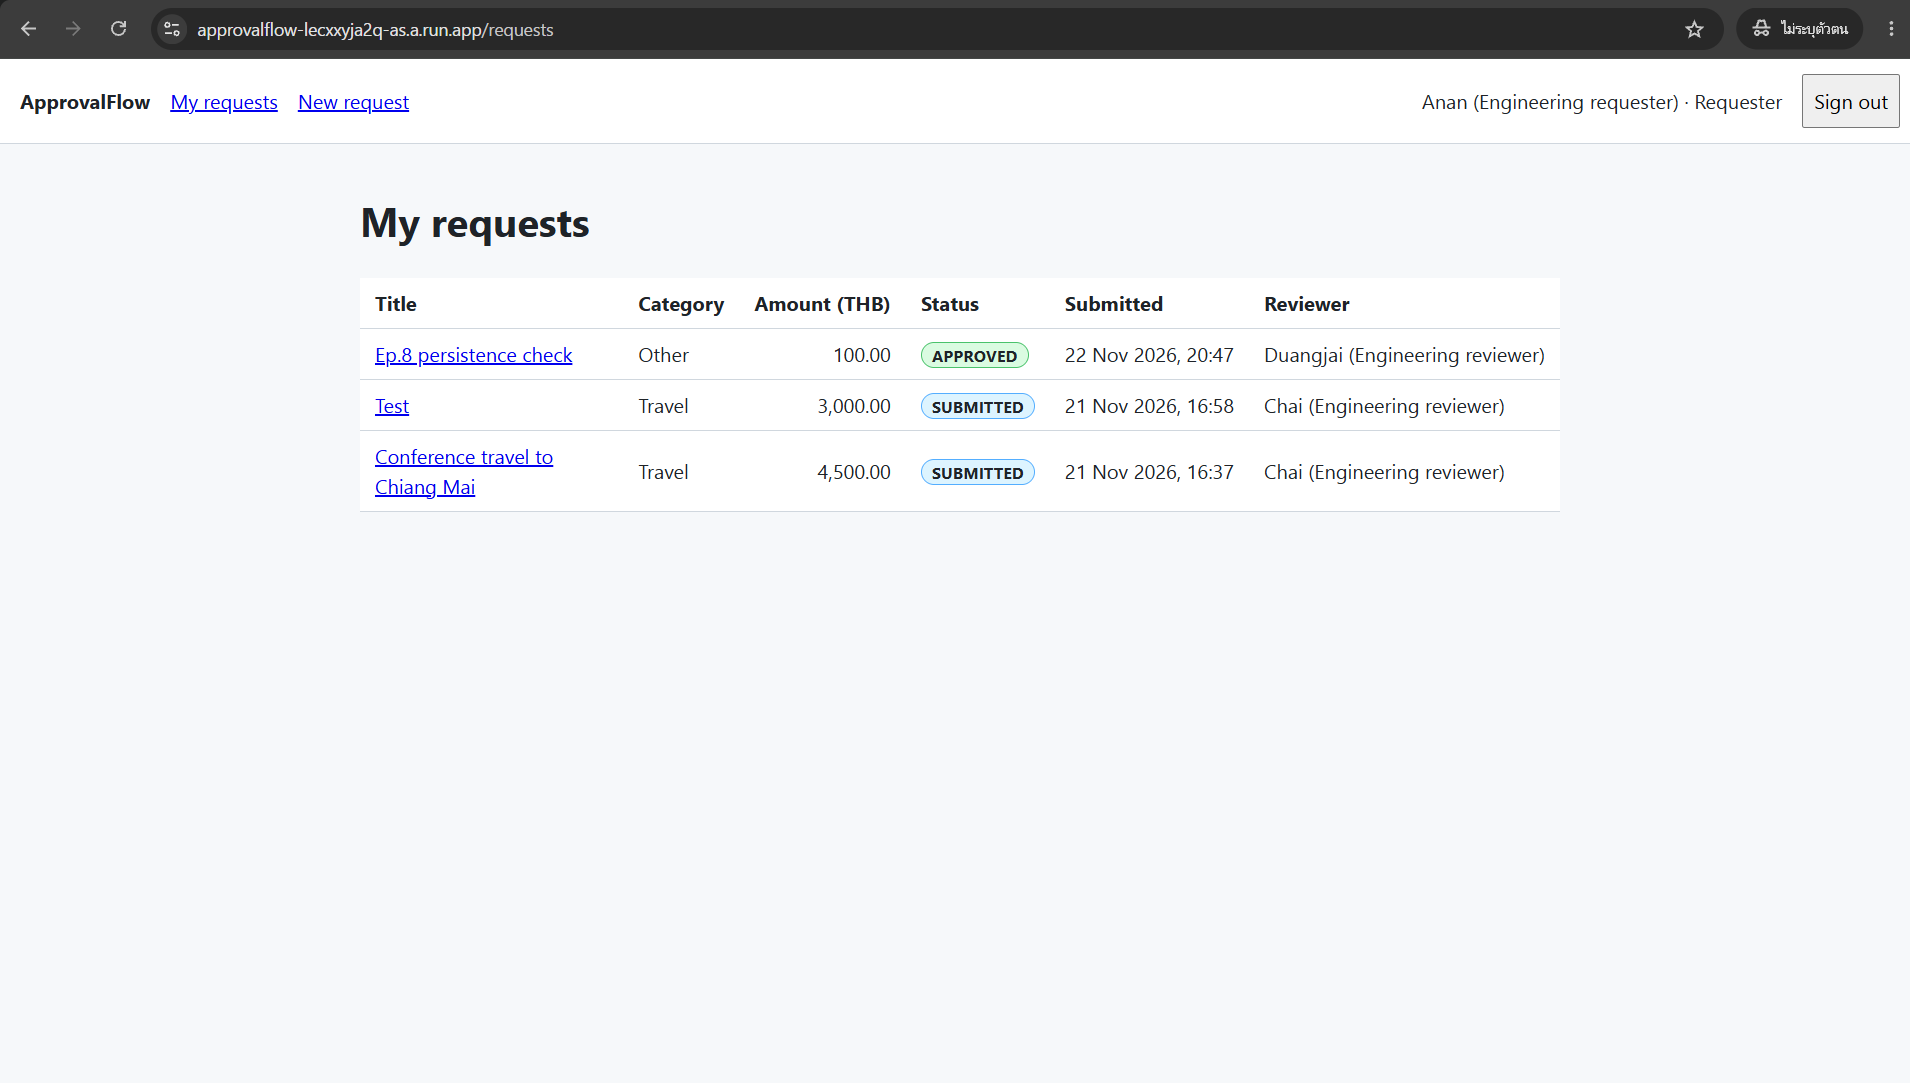 approvalflow-lecxxyja2q-as.a.run.app/requests ไม่ระบุตัวตน
ApprovalFlow My requests New request Anan (Engineering requester) · Requester Sign out
My requests
Title Category Amount (THB) Status Submitted Reviewer
Ep.8 persistence check Other 100.00 APPROVED 22 Nov 2026, 20:47 Duangjai (Engineering reviewer)
Test Travel 3,000.00 SUBMITTED 21 Nov 2026, 16:58 Chai (Engineering reviewer)
Conference travel to
Chiang Mai Travel 4,500.00 SUBMITTED 21 Nov 2026, 16:37 Chai (Engineering reviewer)